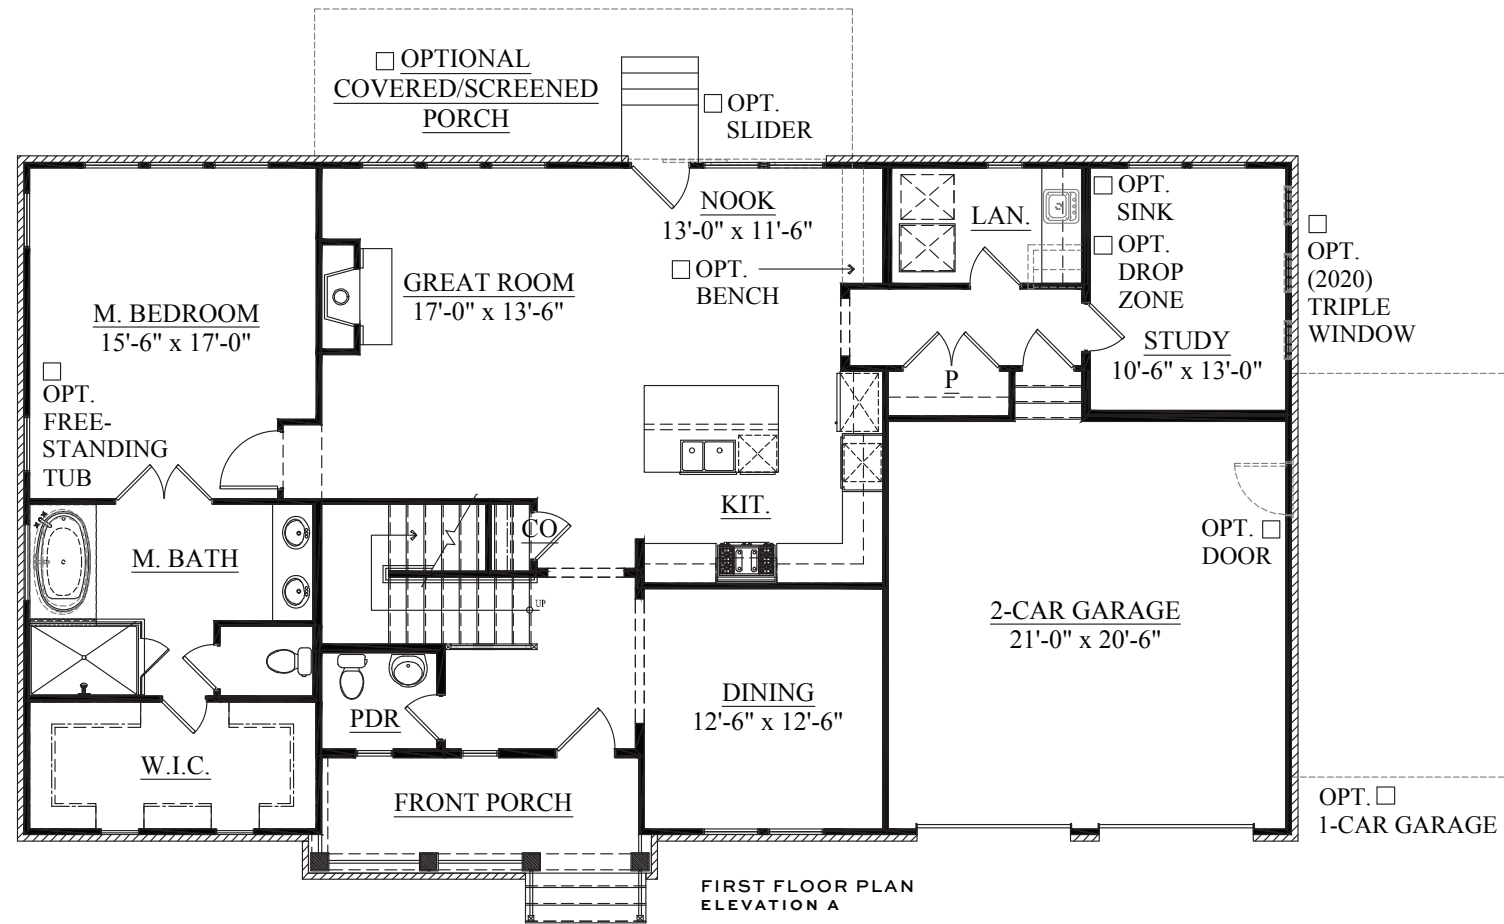 ☐ OPTIONAL
COVERED/SCREENED
PORCH
☐ OPT.
SLIDER
NOOK
13'-0" x 11'-6"
☐ OPT.
BENCH
LAN.
☐ OPT.
SINK
☐ OPT.
DROP
ZONE
☐
OPT.
(2020)
TRIPLE
WINDOW
GREAT ROOM
17'-0" x 13'-6"
M. BEDROOM
15'-6" x 17'-0"
☐
OPT.
FREE-
STANDING
TUB
STUDY
10'-6" x 13'-0"
P
KIT.
CO
UP
M. BATH
OPT. ☐
DOOR
2-CAR GARAGE
21'-0" x 20'-6"
DINING
12'-6" x 12'-6"
PDR
W.I.C.
FRONT PORCH
OPT. ☐
1-CAR GARAGE
FIRST FLOOR PLAN
ELEVATION A